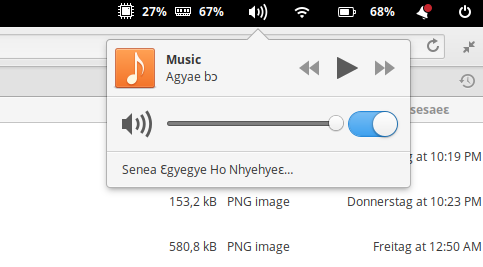 27% 67% 68%
Music
Agyae bɔ
sesaeɛ
Senea Ɛgyegye Ho Nhyehyeɛ...
ag at 10:19 PM
153,2 kB PNG image Donnerstag at 10:23 PM
580,8 kB PNG image Freitag at 12:50 AM